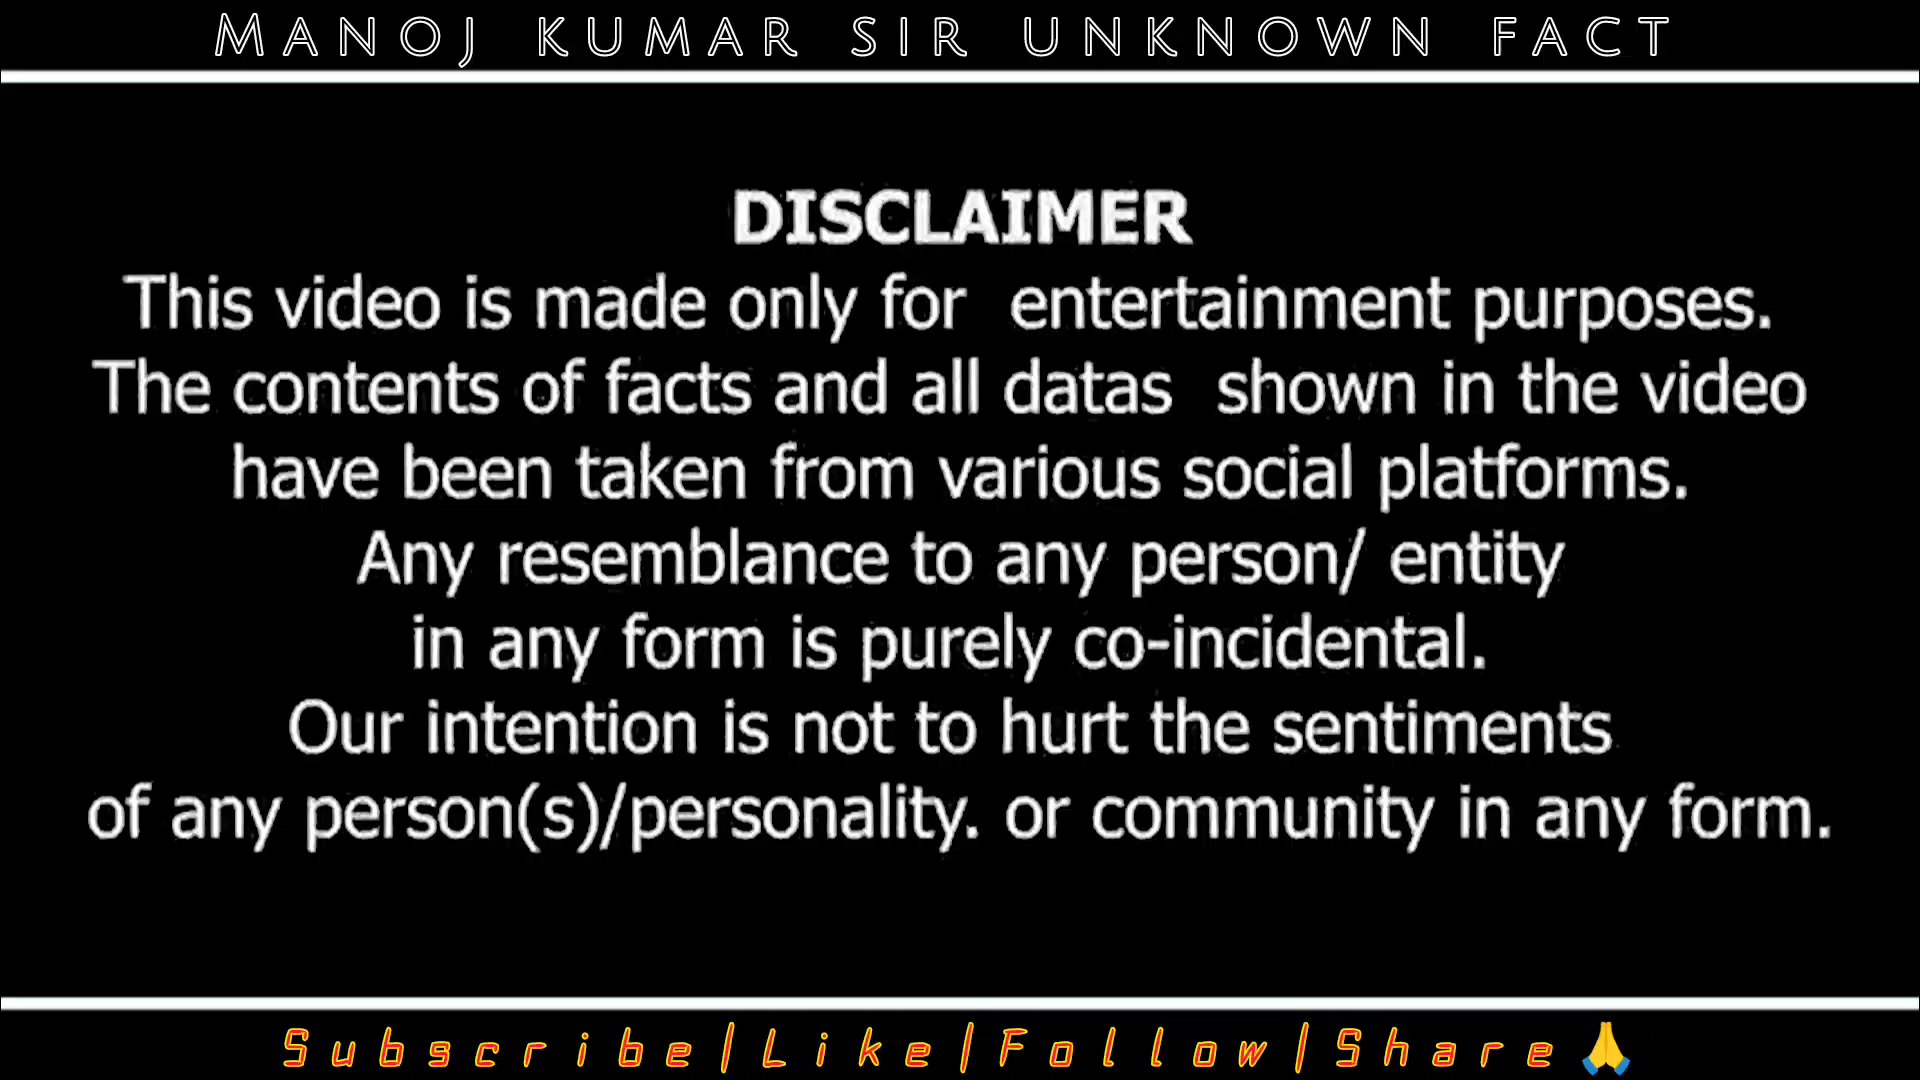 MANOJ KUMAR SIR UNKNOWN FACT
DISCLAIMER
This video is made only for entertainment purposes.
The contents of facts and all datas shown in the video
have been taken from various social platforms.
Any resemblance to any person/ entity
in any form is purely co-incidental.
Our intention is not to hurt the sentiments
of any person(s)/personality. or community in any form.
Subscribe|Like|Follow|Share🙏